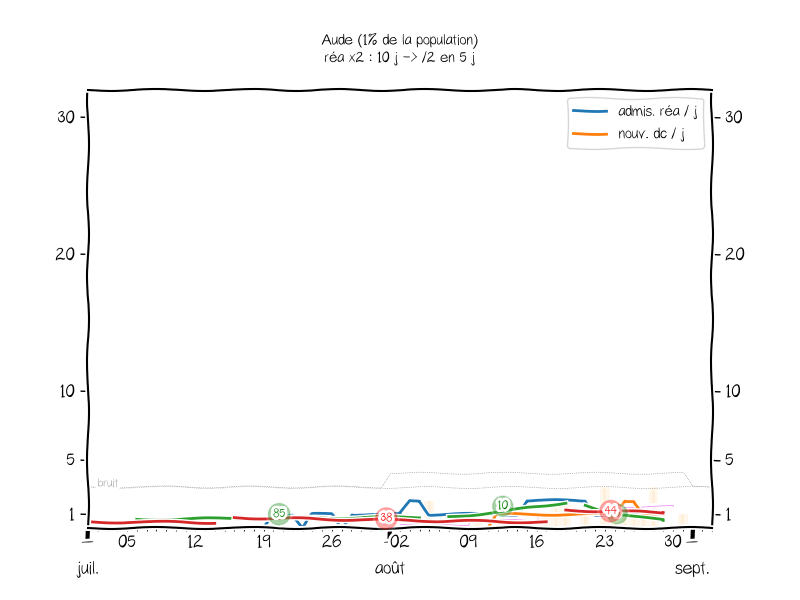 Aude (1% de la population)
réa x2 : 10 j -> /2 en 5 j
admis. réa / j
nouv. dc / j
30
30
20
20
10
10
5
5
bruit
1
1
85
38
10
44
05
12
19
26
02
09
16
23
30
juil.
août
sept.